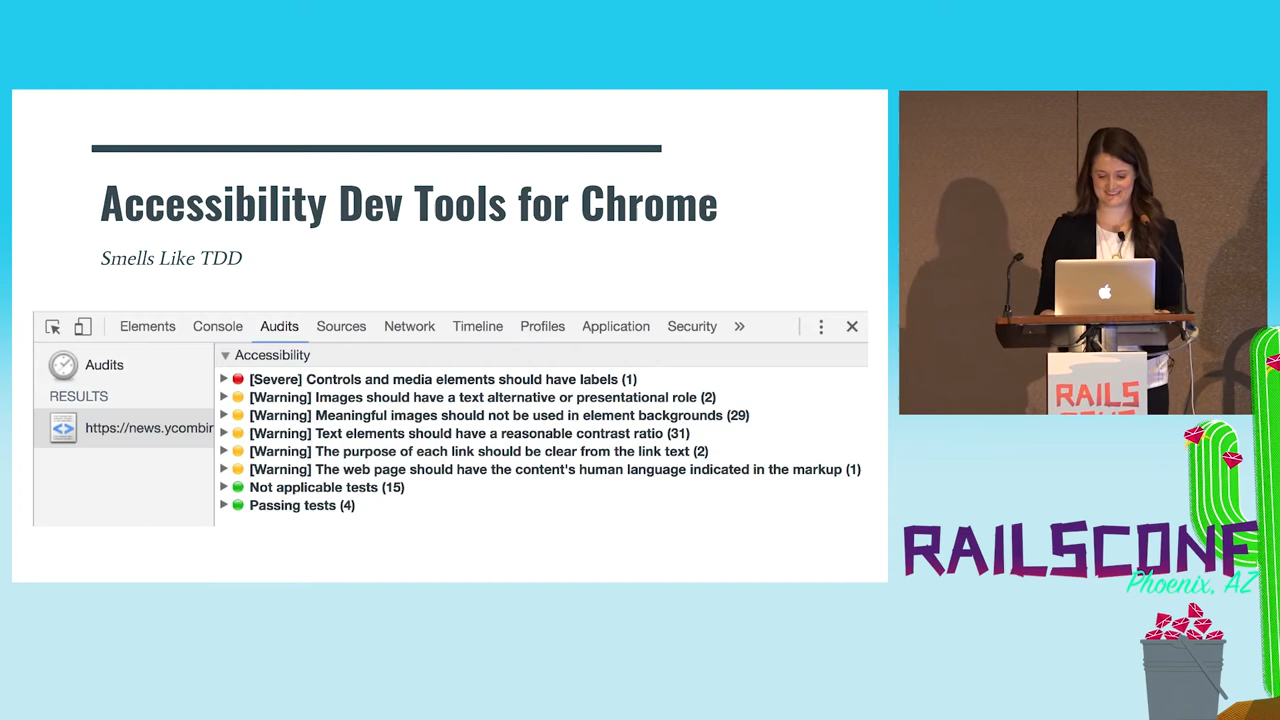 Accessibility Dev Tools for Chrome
Smells Like TDD
Elements Console Audits Sources Network Timeline Profiles Application Security »
Audits
RESULTS
https://news.ycombir
Accessibility
[Severe] Controls and media elements should have labels (1)
[Warning] Images should have a text alternative or presentational role (2)
[Warning] Meaningful images should not be used in element backgrounds (29)
[Warning] Text elements should have a reasonable contrast ratio (31)
[Warning] The purpose of each link should be clear from the link text (2)
[Warning] The web page should have the content's human language indicated in the markup (1)
Not applicable tests (15)
Passing tests (4)
RAILS
RAILSCONF
Phoenix, AZ